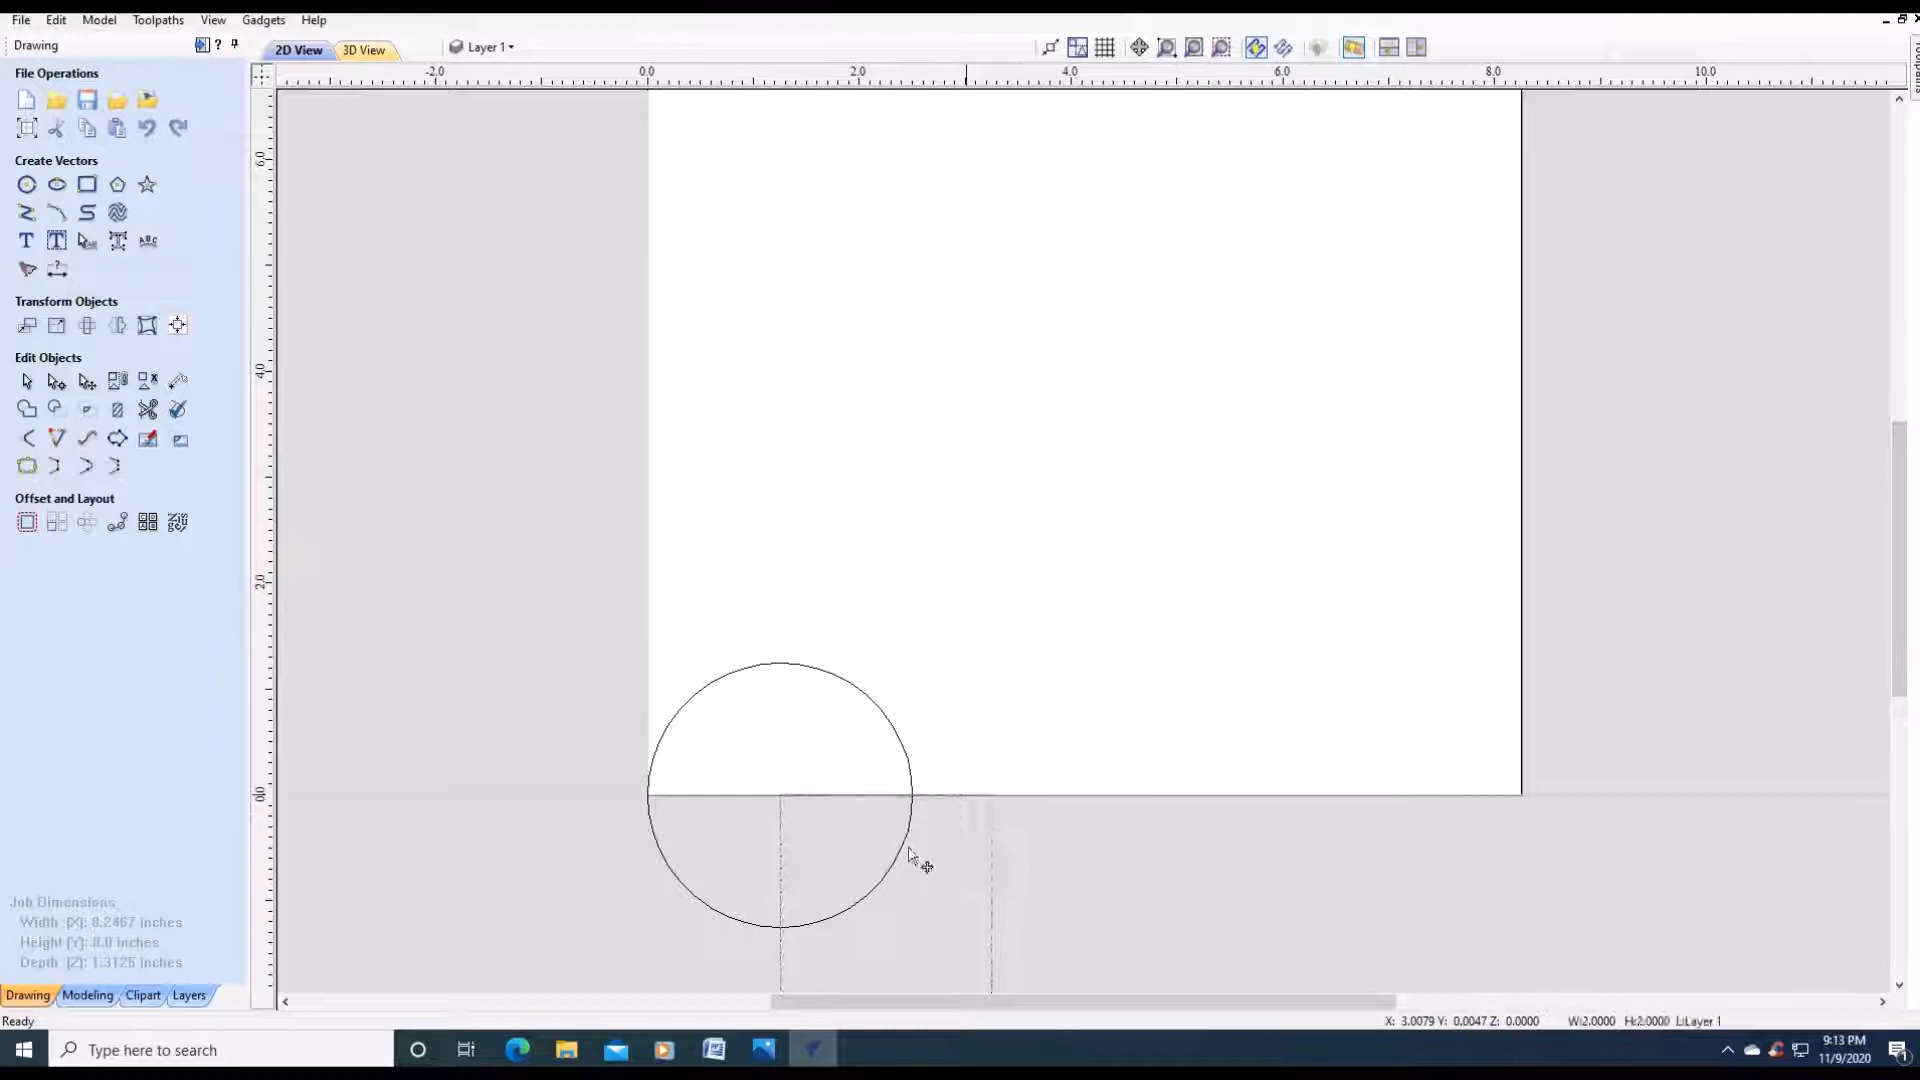 File Edit Model Toolpaths View Gadgets Help
Drawing
2D View 3D View Layer 1
File Operations
-2.0 0.0 2.0 4.0 6.0 8.0 10.0
Create Vectors
6.0
Transform Objects
Edit Objects
4.0
Offset and Layout
2.0
0.0
Job Dimensions
Width [X]: 8.2467 inches
Height [Y]: 8.0 inches
Depth [Z]: 1.3125 inches
Drawing Modeling Clipart Layers
Ready
X: 3.0079 Y: 0.0047 Z: 0.0000 W:2.0000 H:2.0000 L:Layer 1
Type here to search
9:13 PM
11/9/2020